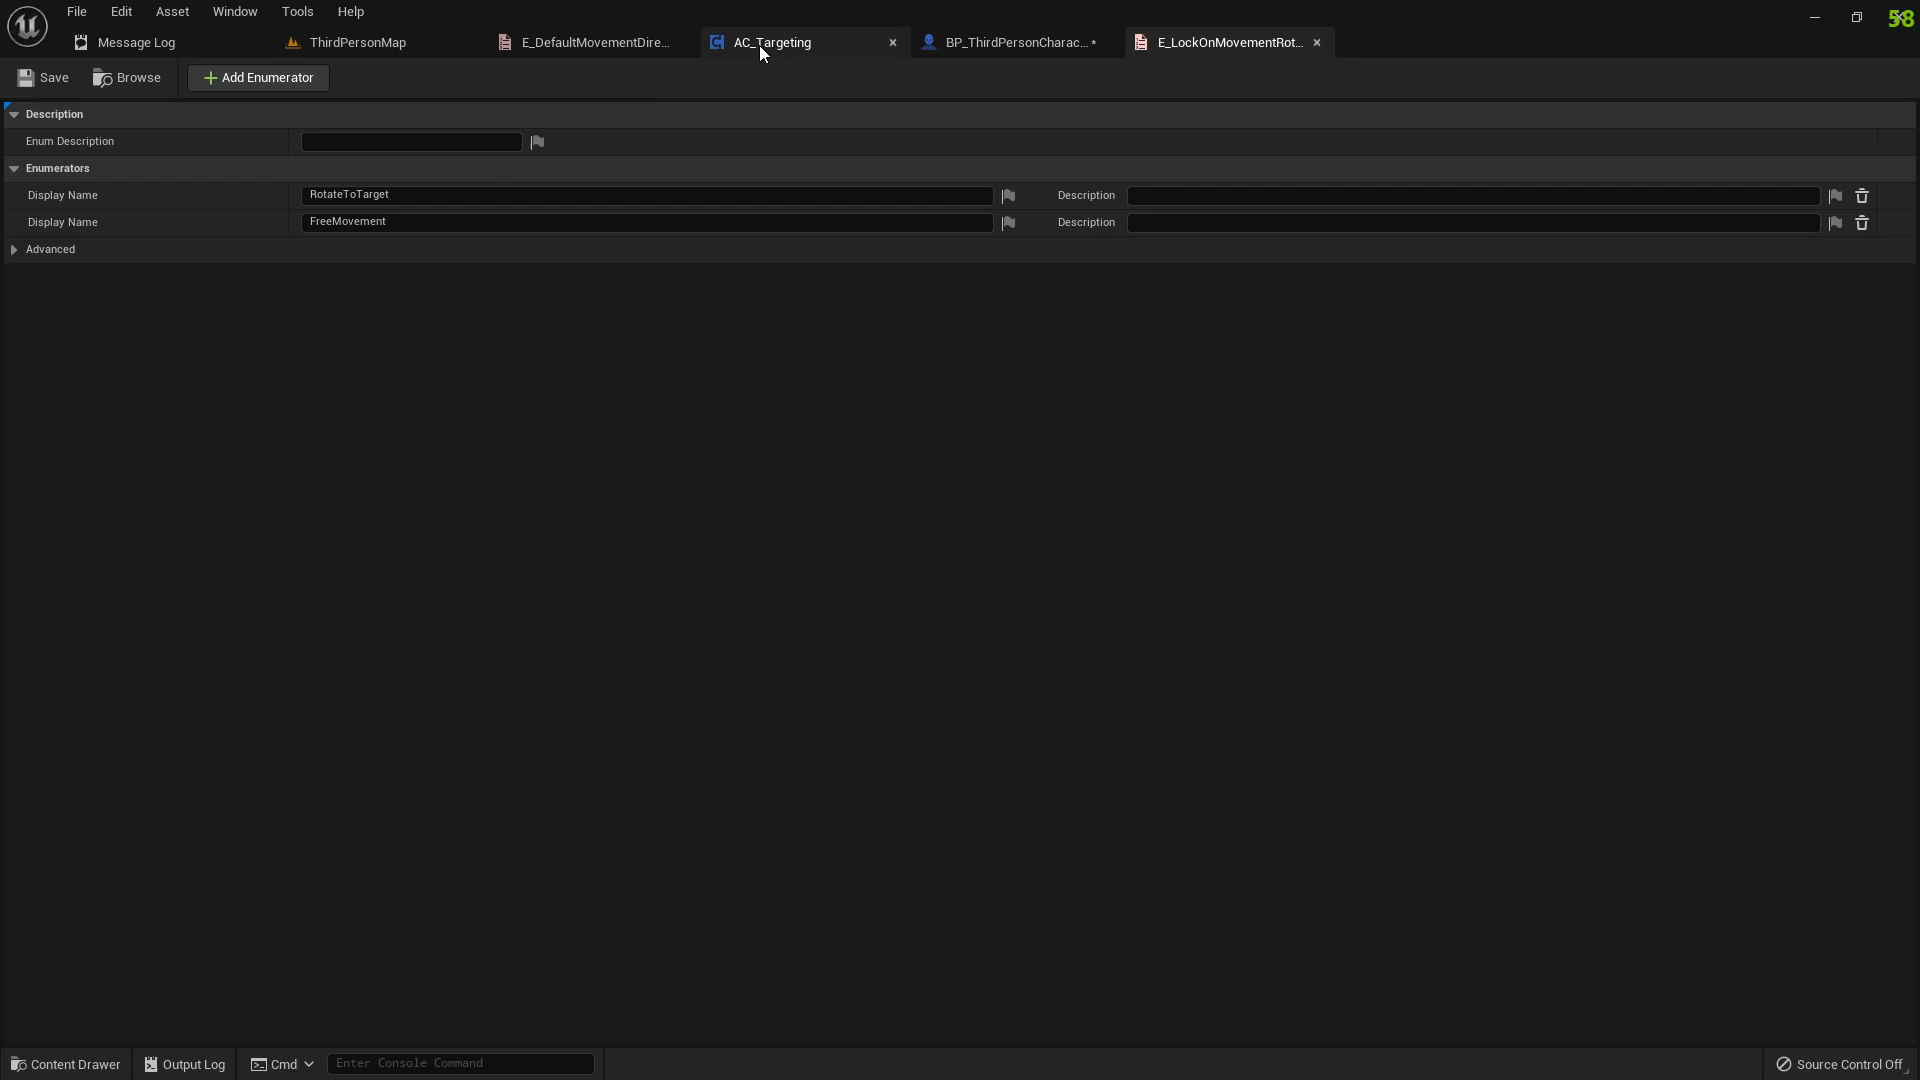 File Edit Asset Window Tools Help
58
Message Log ThirdPersonMap E_DefaultMovementDire... AC_Targeting BP_ThirdPersonCharac... * E_LockOnMovementRot...
Save Browse Add Enumerator
Description
Enum Description
Enumerators
Display Name RotateToTarget Description
Display Name FreeMovement Description
Advanced
Content Drawer Output Log Cmd Enter Console Command Source Control Off